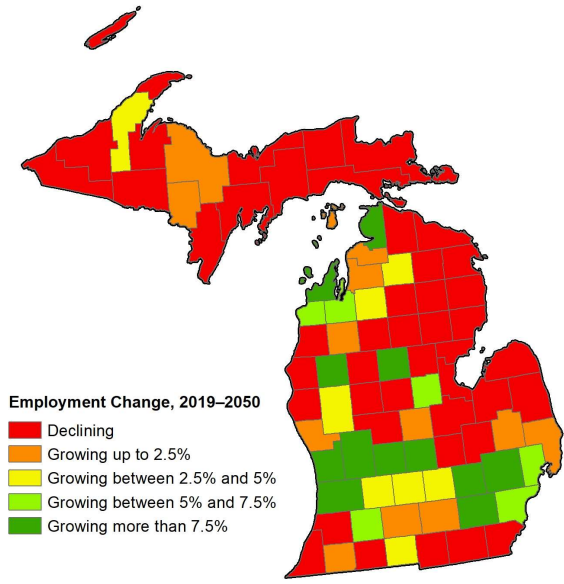 Employment Change, 2019–2050
Declining
Growing up to 2.5%
Growing between 2.5% and 5%
Growing between 5% and 7.5%
Growing more than 7.5%